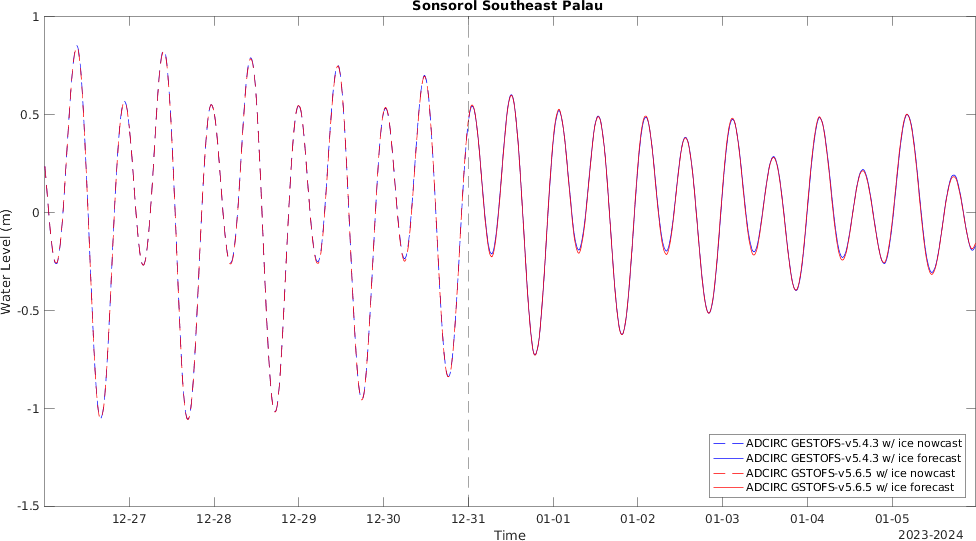 Sonsorol Southeast Palau
1
0.5
0
-0.5
-1
-1.5
Water Level (m)
12-27
12-28
12-29
12-30
12-31
01-01
01-02
01-03
01-04
01-05
Time
2023-2024
ADCIRC GESTOFS-v5.4.3 w/ ice nowcast
ADCIRC GESTOFS-v5.4.3 w/ ice forecast
ADCIRC GSTOFS-v5.6.5 w/ ice nowcast
ADCIRC GSTOFS-v5.6.5 w/ ice forecast